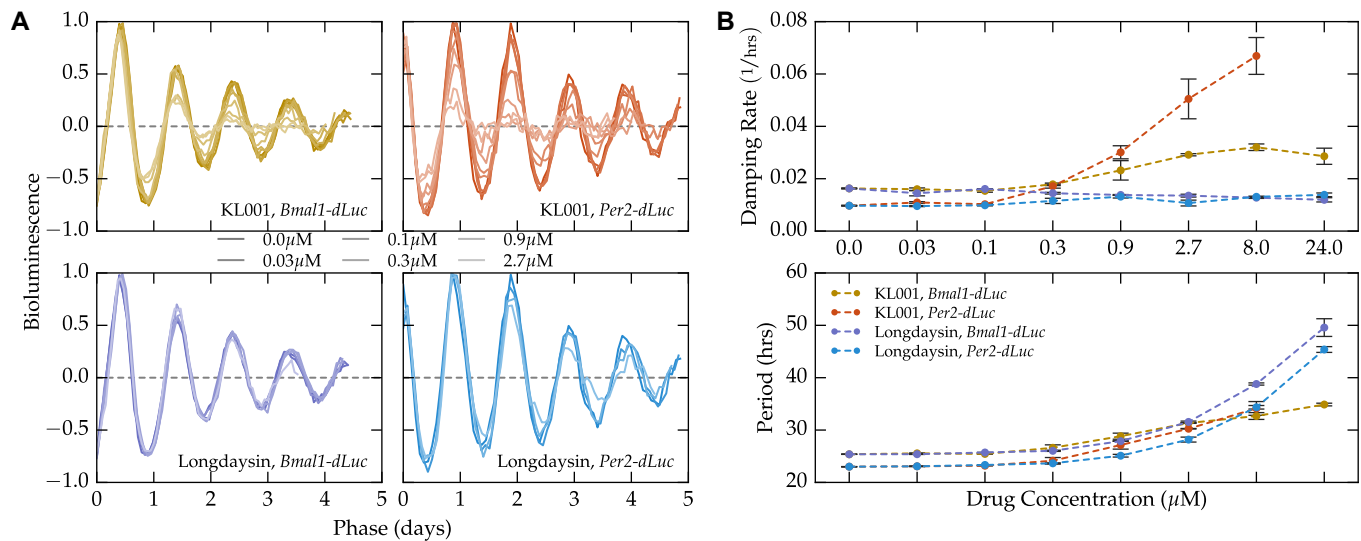 A
Bioluminescence
1.0
0.5
0.0
−0.5
−1.0
KL001, Bmal1-dLuc
KL001, Per2-dLuc
0.0μM
0.1μM
0.9μM
0.03μM
0.3μM
2.7μM
1.0
0.5
0.0
−0.5
−1.0
Longdaysin, Bmal1-dLuc
Longdaysin, Per2-dLuc
0 1 2 3 4 5
0 1 2 3 4 5
Phase (days)
B
Damping Rate (1/hrs)
0.08
0.06
0.04
0.02
0.00
0.0 0.03 0.1 0.3 0.9 2.7 8.0 24.0
Period (hrs)
60
50
40
30
20
KL001, Bmal1-dLuc
KL001, Per2-dLuc
Longdaysin, Bmal1-dLuc
Longdaysin, Per2-dLuc
Drug Concentration (μM)